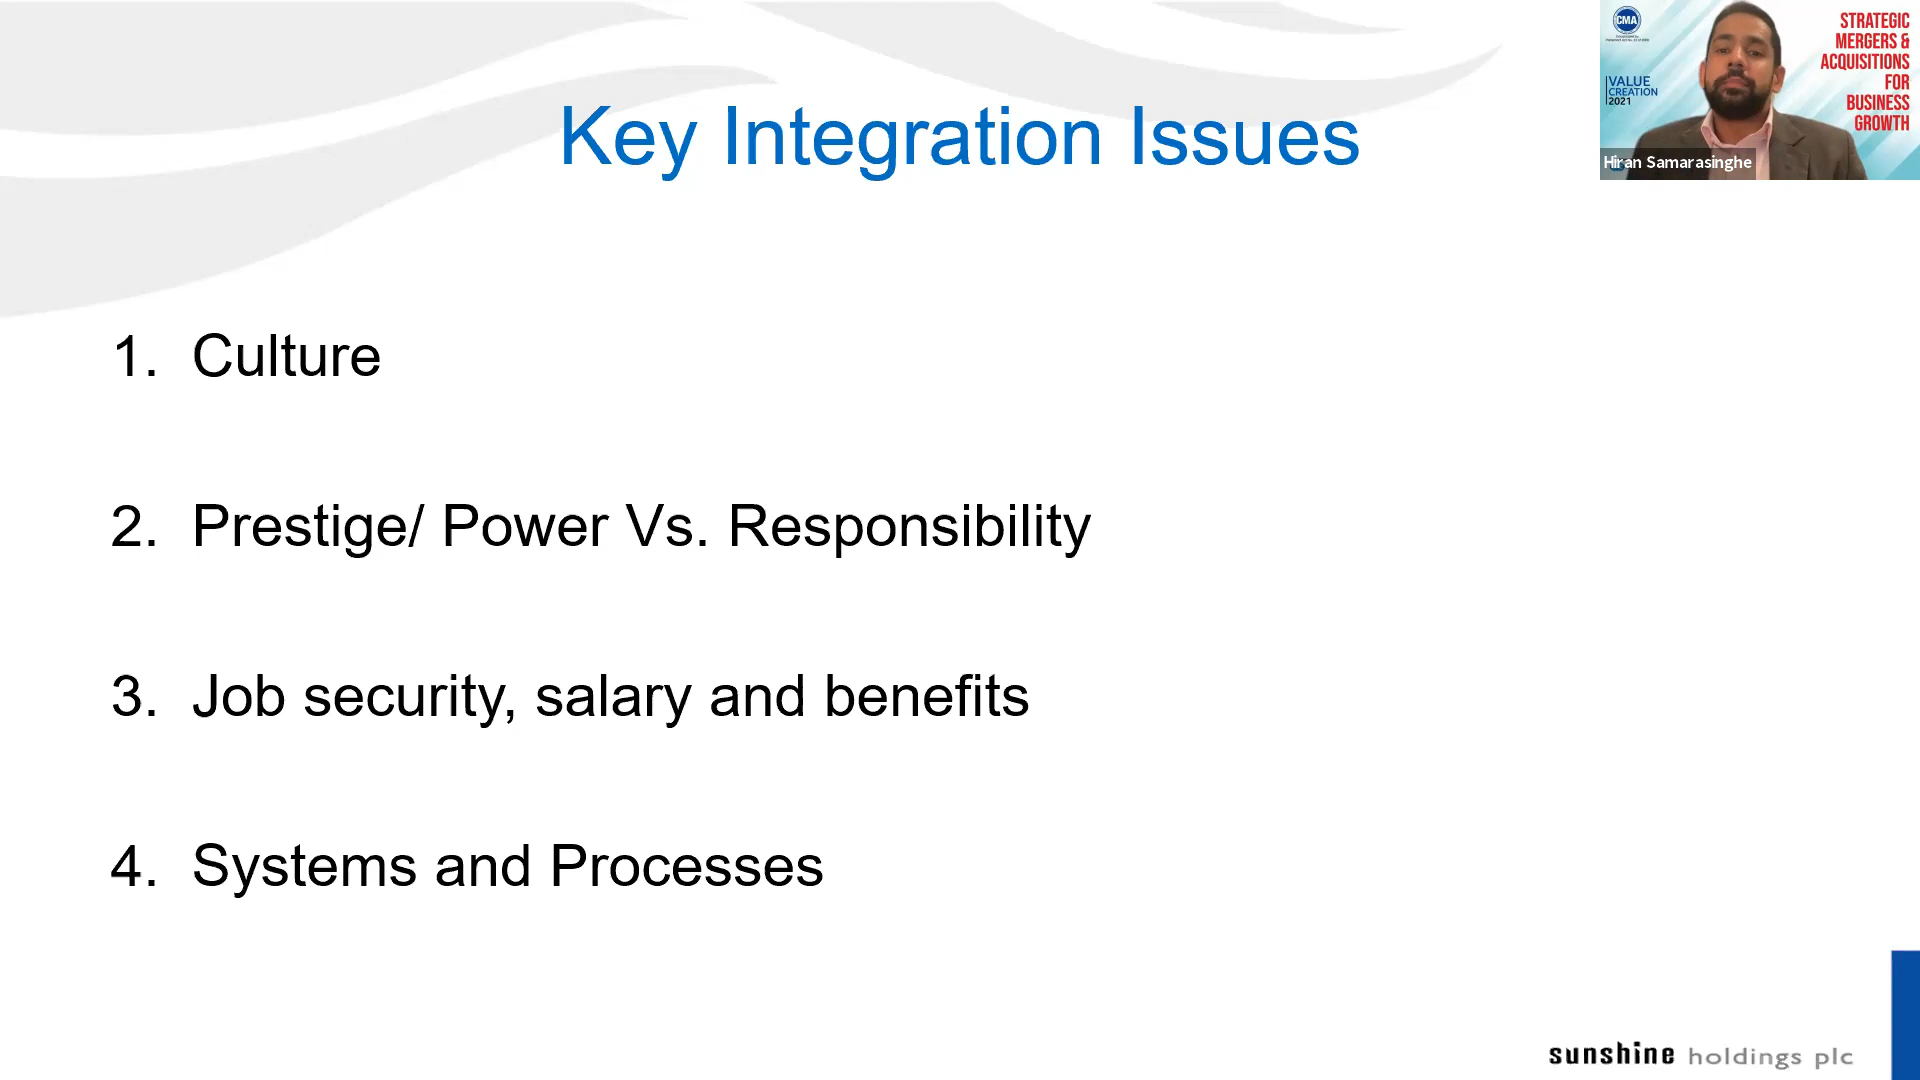 Key Integration Issues
1. Culture
2. Prestige/ Power Vs. Responsibility
3. Job security, salary and benefits
4. Systems and Processes
sunshine holdings plc
CMA
VALUE
CREATION
2021
STRATEGIC
MERGERS &
ACQUISITIONS
FOR
BUSINESS
GROWTH
Hiran Samarasinghe